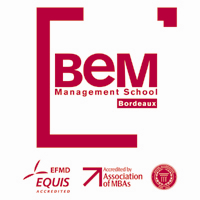 BeM
Management School
Bordeaux
EFMD
EQUIS
ACCREDITED
Accredited by
Association
of MBAs